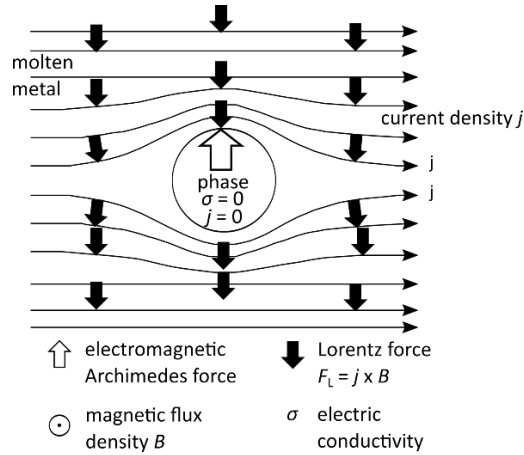 molten
metal
current density j
j
phase
σ = 0
j = 0
j
electromagnetic
Archimedes force
Lorentz force
F_L = j x B
magnetic flux
density B
σ electric
conductivity